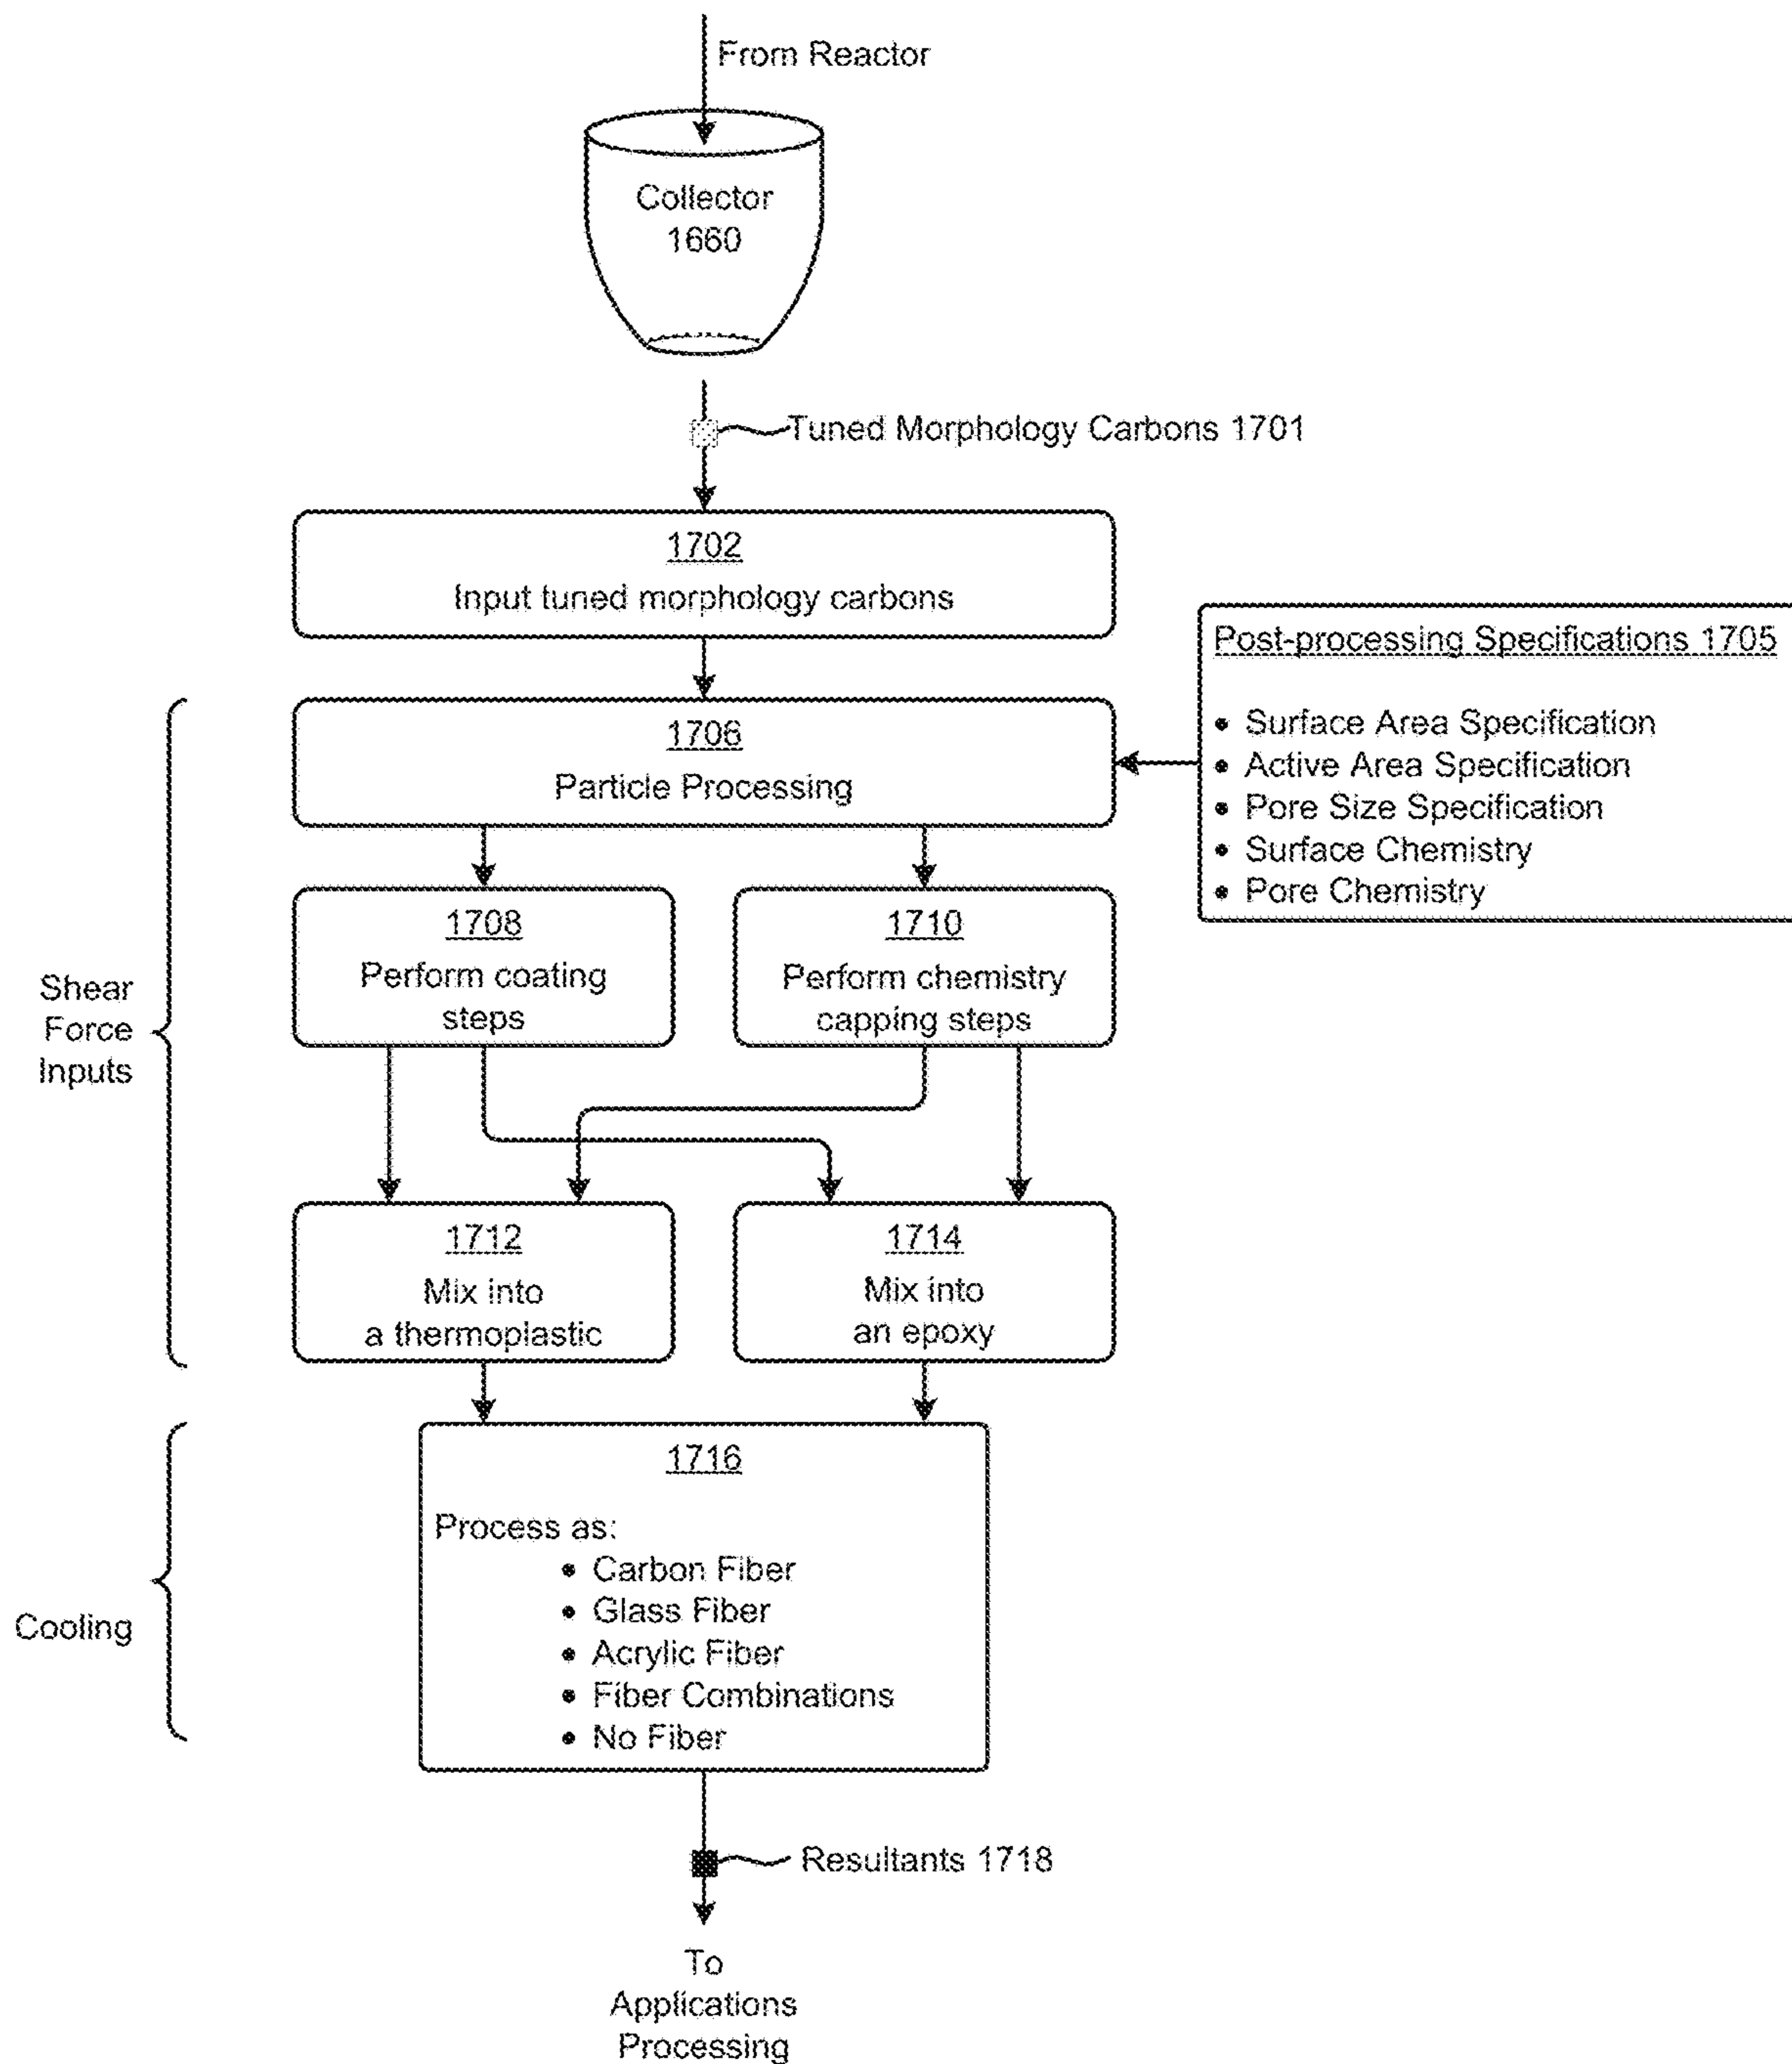 From Reactor
Collector
1660
Tuned Morphology Carbons 1701
1702
Input tuned morphology carbons
Post-processing Specifications 1705
• Surface Area Specification
• Active Area Specification
• Pore Size Specification
• Surface Chemistry
• Pore Chemistry
1706
Particle Processing
Shear
Force
Inputs
1708
Perform coating
steps
1710
Perform chemistry
capping steps
1712
Mix into
a thermoplastic
1714
Mix into
an epoxy
Cooling
1716
Process as:
• Carbon Fiber
• Glass Fiber
• Acrylic Fiber
• Fiber Combinations
• No Fiber
Resultants 1718
To
Applications
Processing